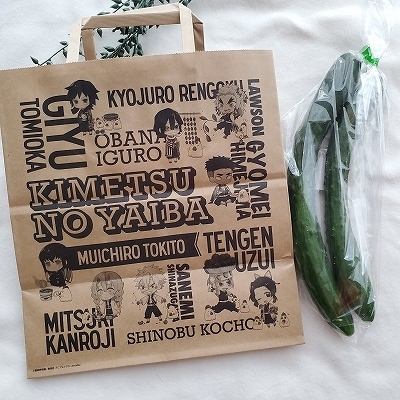 KYOJURO RENGOKU
TOMIOKA
GIYU
OBANAI
IGURO
LAWSON
GYOMEI
HIMEJIMA
KIMETSU
NO YAIBA
MUICHIRO TOKITO
TENGEN
UZUI
SANEMI
SHINAZUGAWA
MITSURI
KANROJI
SHINOBU KOCHO